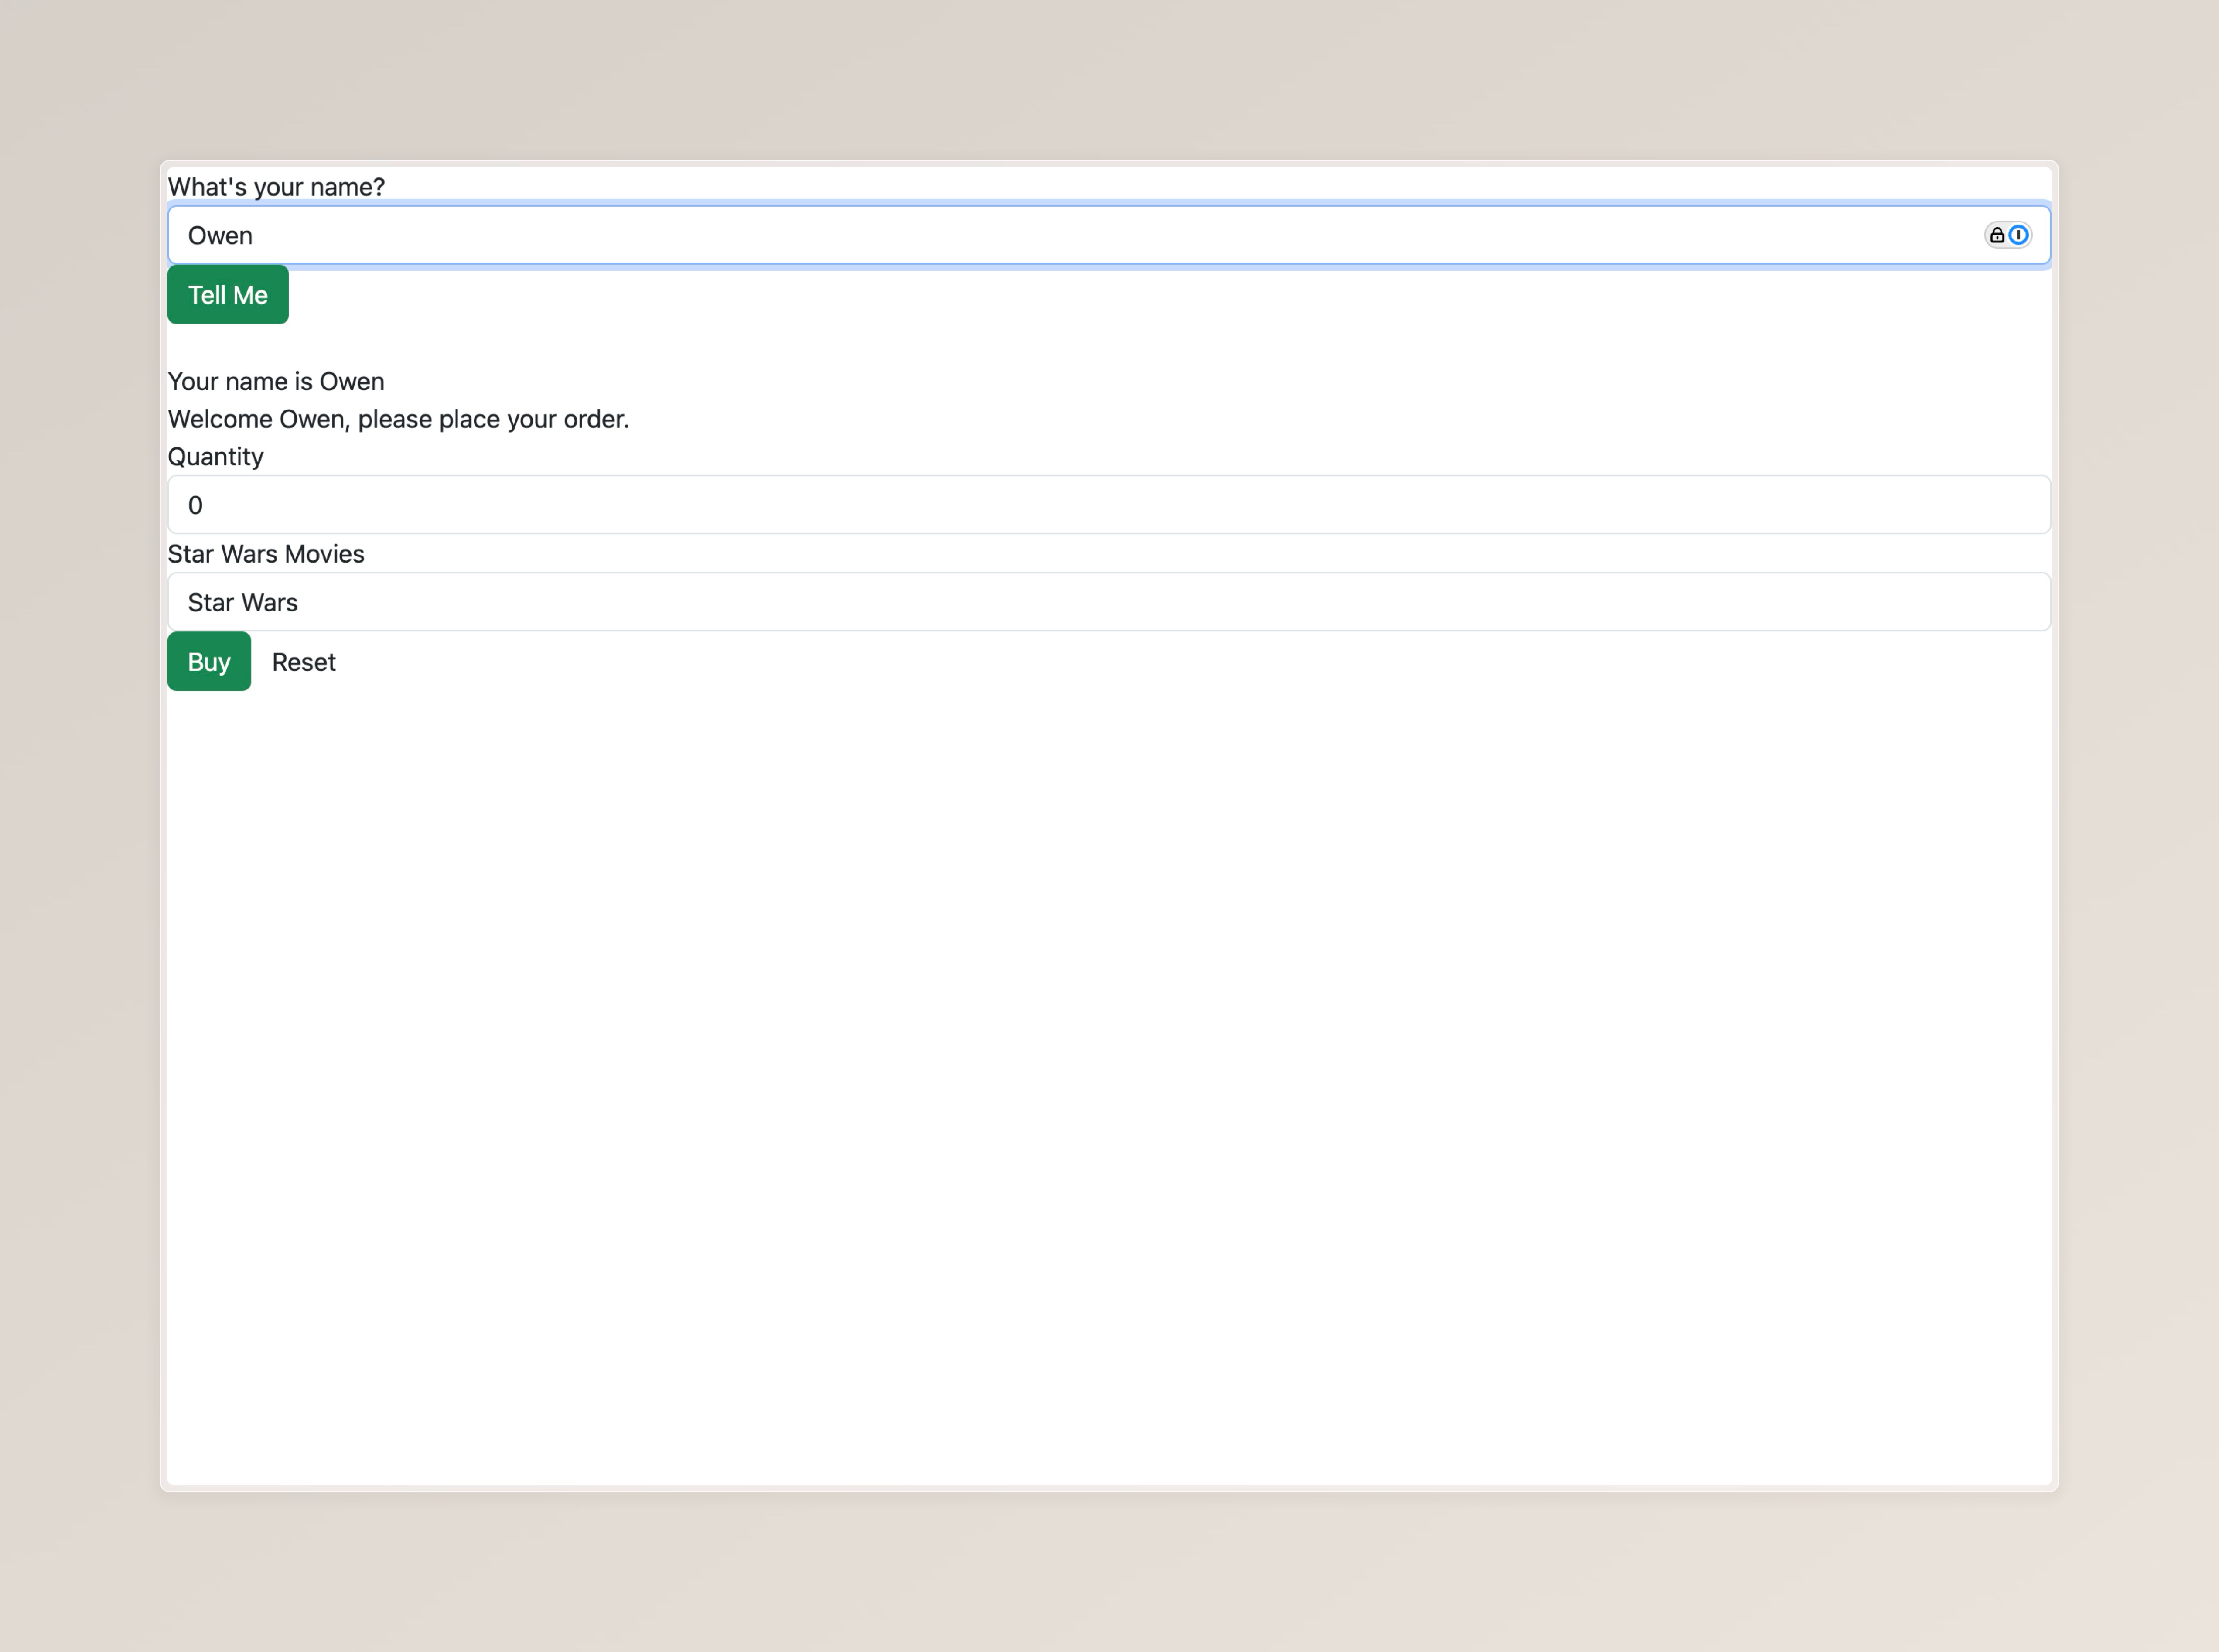 What's your name?
Owen
Tell Me
Your name is Owen
Welcome Owen, please place your order.
Quantity
0
Star Wars Movies
Star Wars
Buy Reset